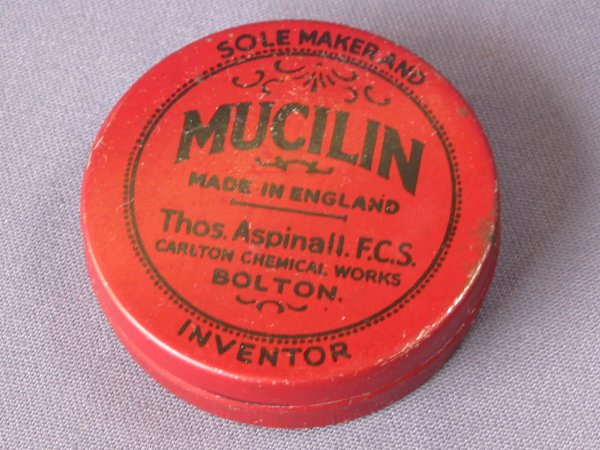 SOLE MAKER AND
MUCILIN
MADE IN ENGLAND
Thos. Aspinall. F.C.S.
CARLTON CHEMICAL WORKS
BOLTON.
INVENTOR